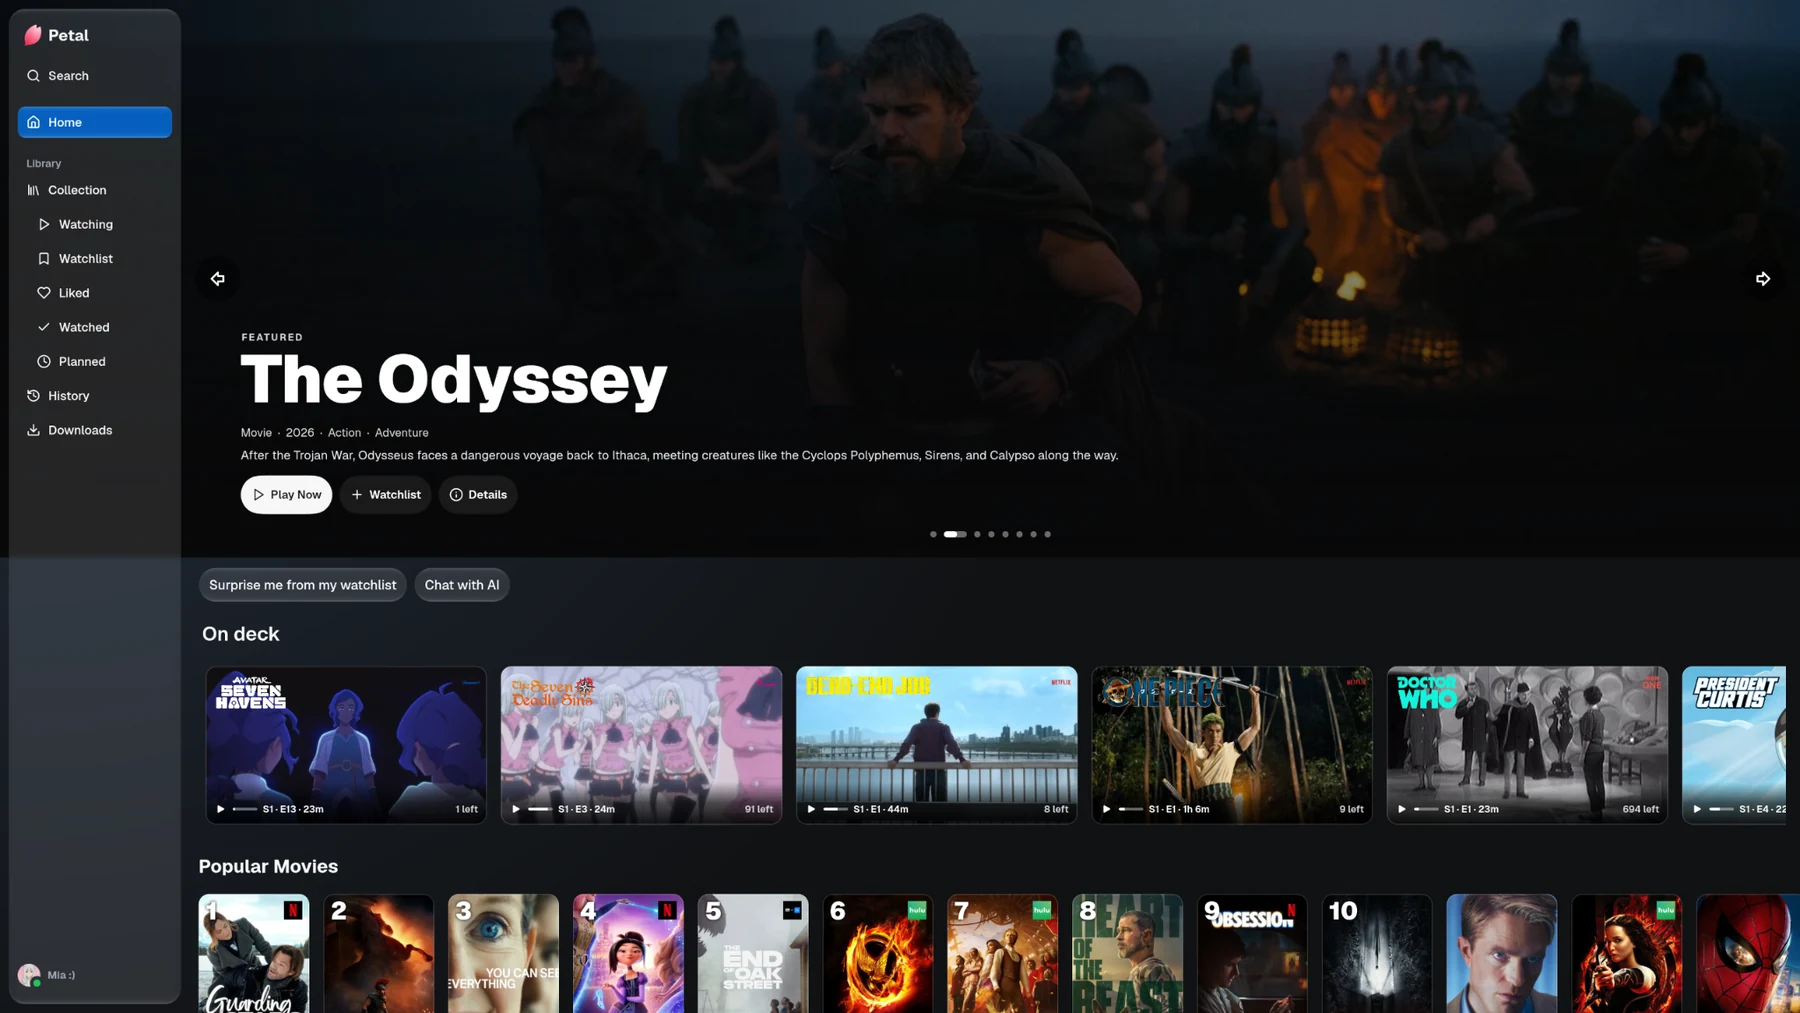 Petal
Search
Home
Library
Collection
Watching
Watchlist
Liked
Watched
Planned
History
Downloads
Mia :)
FEATURED
The Odyssey
Movie · 2026 · Action · Adventure
After the Trojan War, Odysseus faces a dangerous voyage back to Ithaca, meeting creatures like the Cyclops Polyphemus, Sirens, and Calypso along the way.
Play Now
Watchlist
Details
Surprise me from my watchlist
Chat with AI
On deck
AVATAR
SEVEN
HAVENS
S1 · E13 · 23m
1 left
The Seven
Deadly Sins
S1 · E3 · 24m
91 left
DEAD-END JOB
NETFLIX
S1 · E1 · 44m
8 left
ONE PIECE
NETFLIX
S1 · E1 · 1h 6m
9 left
DOCTOR
WHO
ONE
S1 · E1 · 23m
694 left
PRESIDENT
CURTIS
S1 · E4 · 22
Popular Movies
1
N
Guarding
2
3
YOU CAN SEE
EVERYTHING
4
N
5
THE
END
OF OAK
STREET
6
hulu
7
hulu
8
HEART
OF
THE
BEAST
9
OBSESSION
N
10
hulu